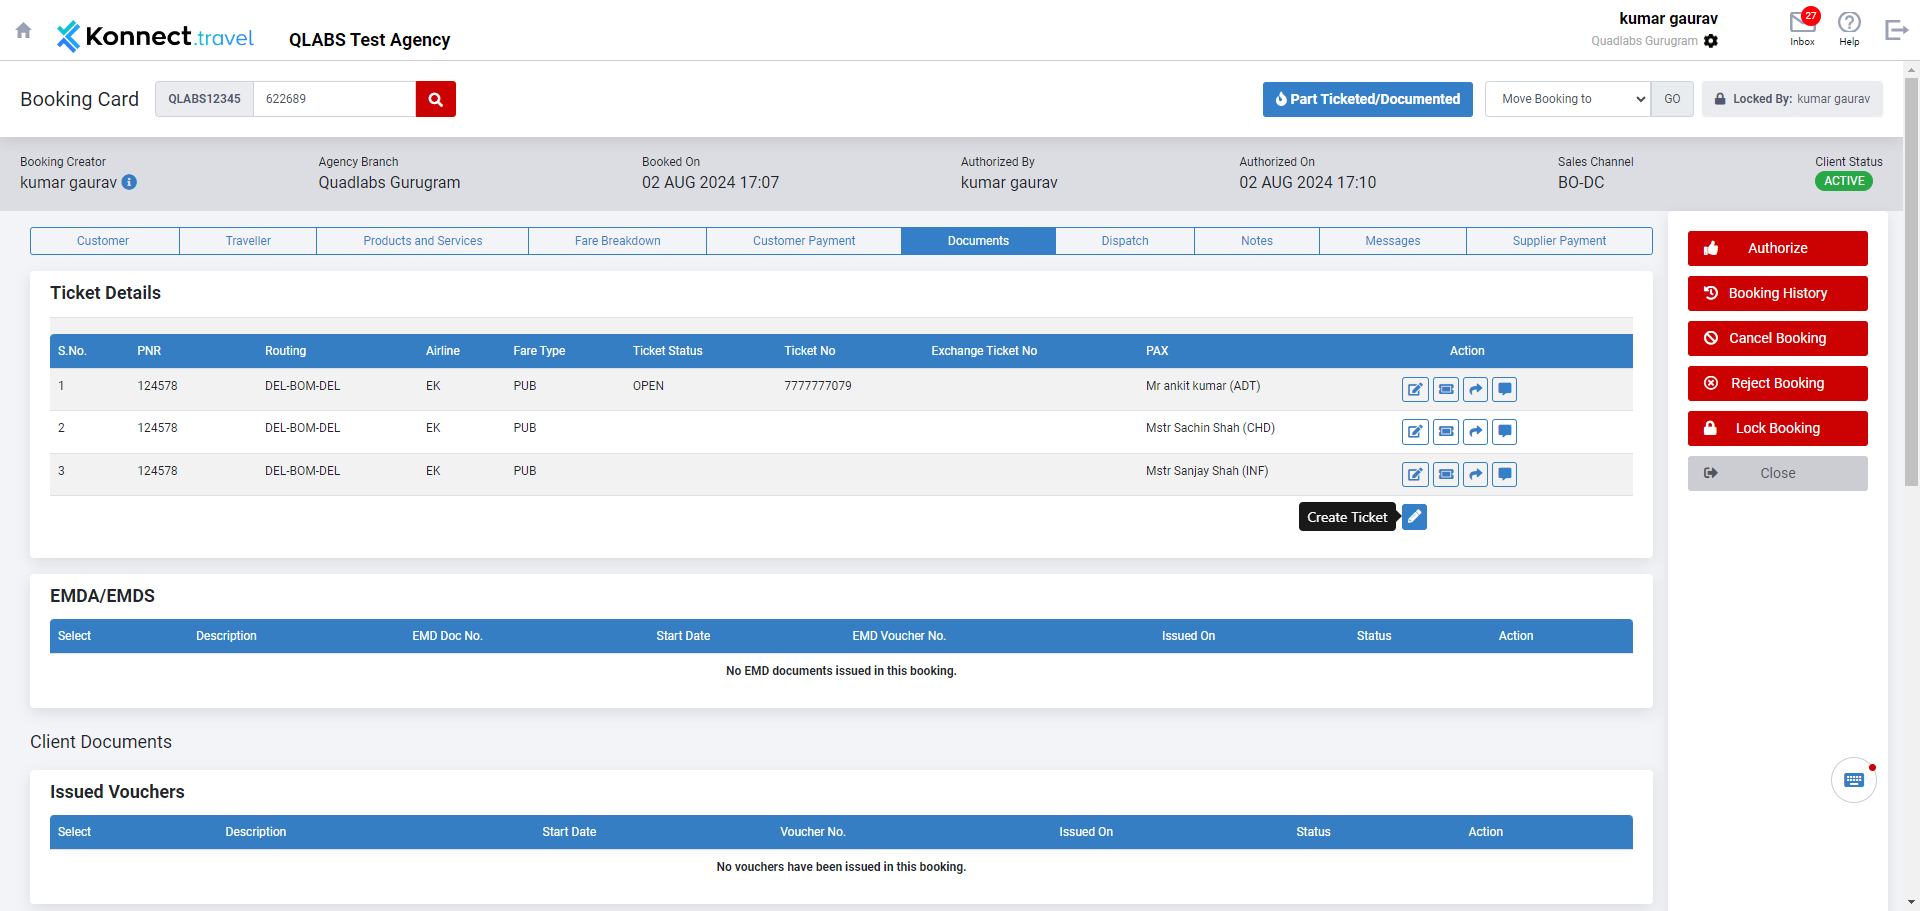 Konnect.travel
QLABS Test Agency
kumar gaurav
Quadlabs Gurugram
27
Inbox
Help
Booking Card
QLABS12345
622689
Part Ticketed/Documented
Move Booking to
GO
Locked By: kumar gaurav
Booking Creator
kumar gaurav
Agency Branch
Quadlabs Gurugram
Booked On
02 AUG 2024 17:07
Authorized By
kumar gaurav
Authorized On
02 AUG 2024 17:10
Sales Channel
BO-DC
Client Status
ACTIVE
Customer
Traveller
Products and Services
Fare Breakdown
Customer Payment
Documents
Dispatch
Notes
Messages
Supplier Payment
Authorize
Booking History
Cancel Booking
Reject Booking
Lock Booking
Close
Ticket Details
S.No. PNR Routing Airline Fare Type Ticket Status Ticket No Exchange Ticket No PAX Action
1 124578 DEL-BOM-DEL EK PUB OPEN 7777777079 Mr ankit kumar (ADT)
2 124578 DEL-BOM-DEL EK PUB Mstr Sachin Shah (CHD)
3 124578 DEL-BOM-DEL EK PUB Mstr Sanjay Shah (INF)
Create Ticket
EMDA/EMDS
Select Description EMD Doc No. Start Date EMD Voucher No. Issued On Status Action
No EMD documents issued in this booking.
Client Documents
Issued Vouchers
Select Description Start Date Voucher No. Issued On Status Action
No vouchers have been issued in this booking.